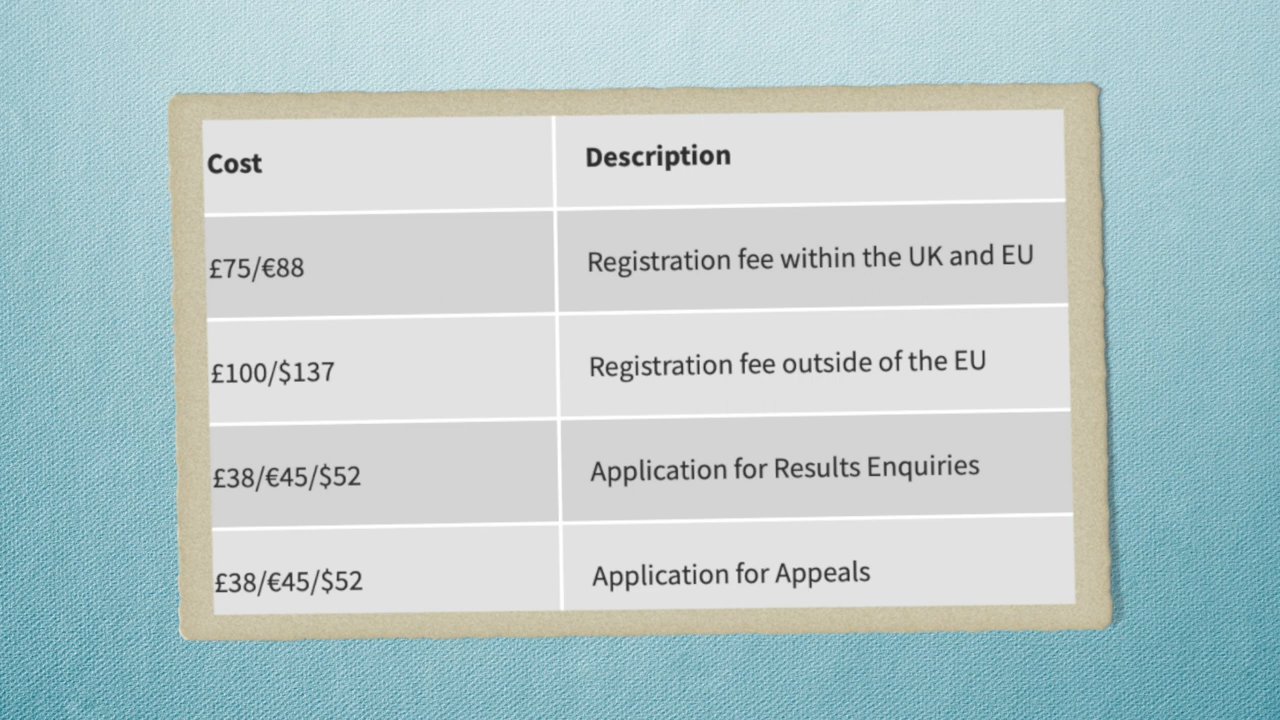 Cost Description
£75/€88 Registration fee within the UK and EU
£100/$137 Registration fee outside of the EU
£38/€45/$52 Application for Results Enquiries
£38/€45/$52 Application for Appeals